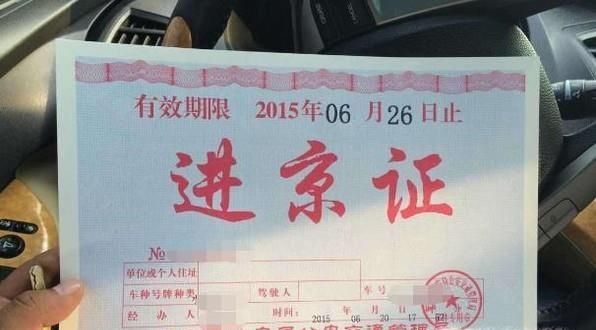 有效期限 2015年06月26日止
进京证
№
单位或个人住址
车种号牌种类 驾驶人 车号
经办人 时间: 2015 年 06 月 20 17